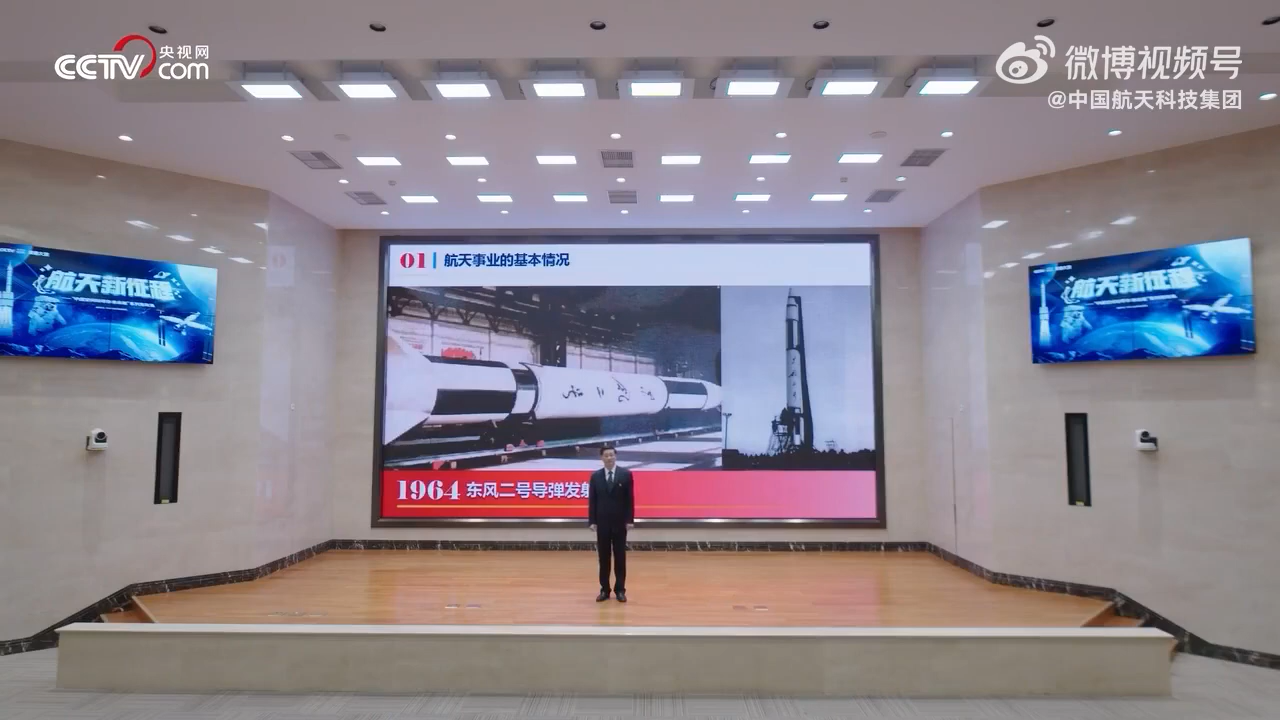 CCTV.com 央视网
微博视频号
@中国航天科技集团
01 航天事业的基本情况
航天新征程
航天新征程
1964 东风二号导弹发射